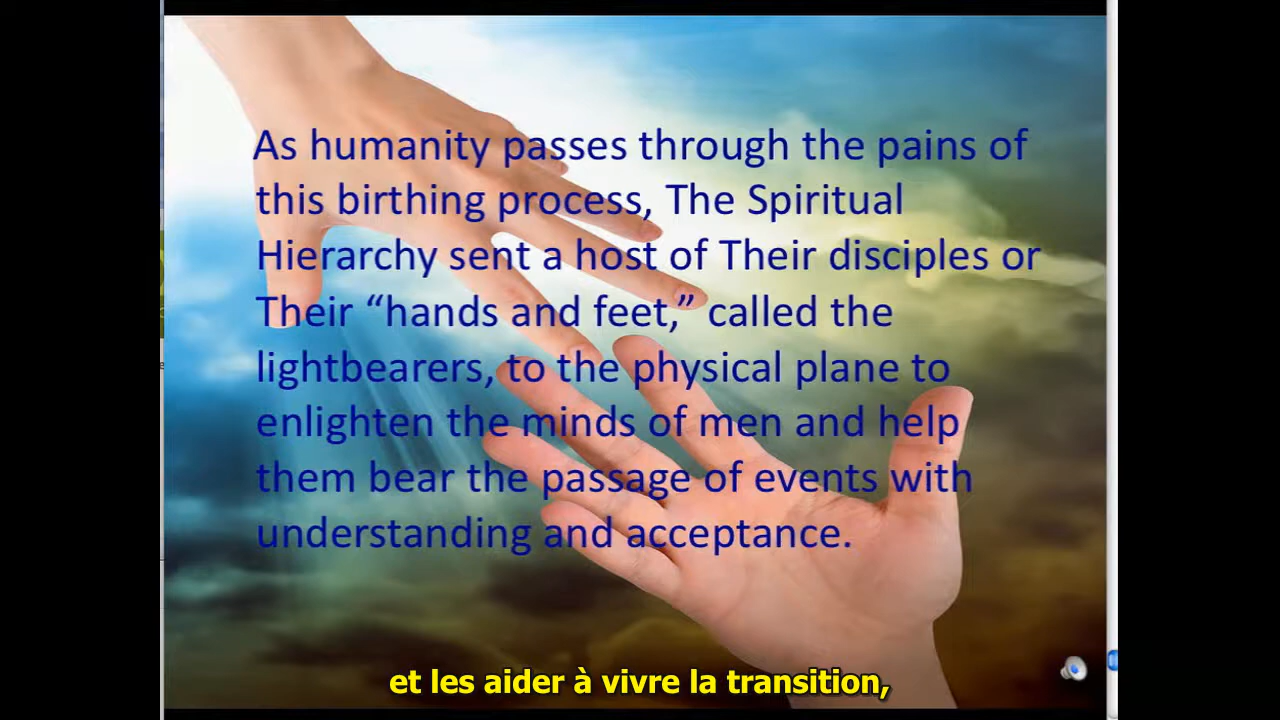 As humanity passes through the pains of
this birthing process, The Spiritual
Hierarchy sent a host of Their disciples or
Their “hands and feet,” called the
lightbearers, to the physical plane to
enlighten the minds of men and help
them bear the passage of events with
understanding and acceptance.
et les aider à vivre la transition,